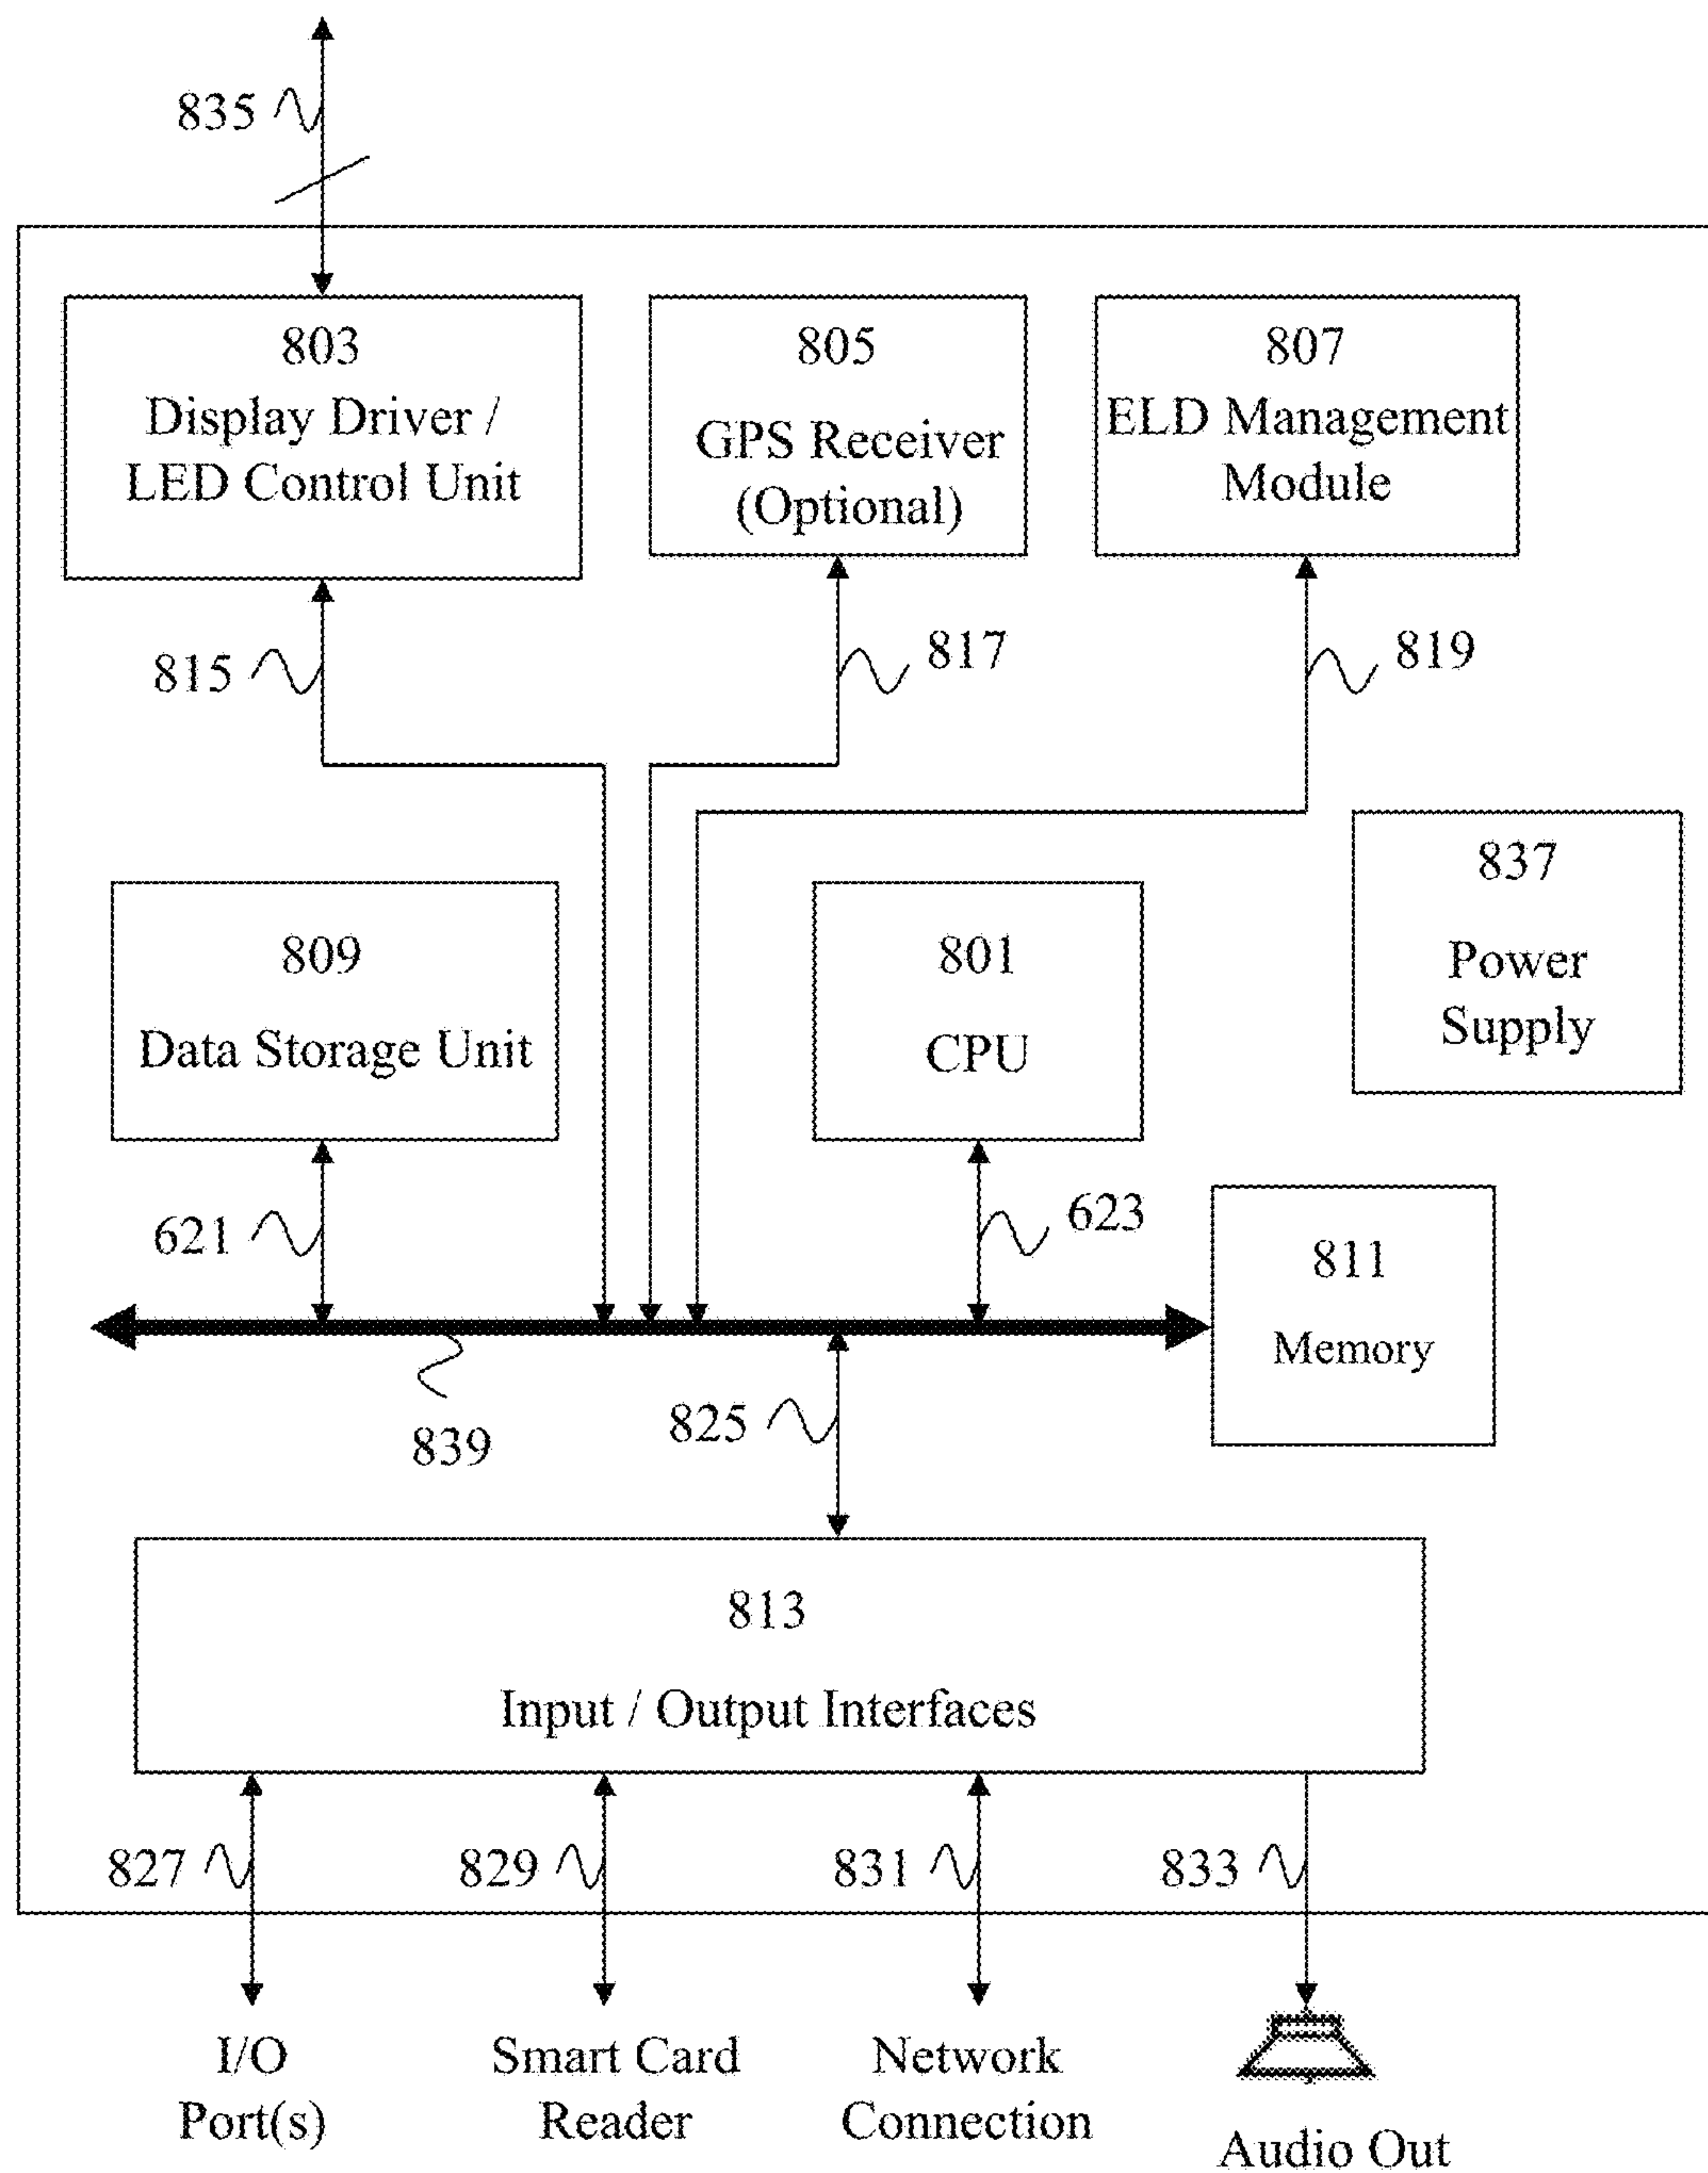 835
803
Display Driver /
LED Control Unit
805
GPS Receiver
(Optional)
807
ELD Management
Module
815
817
819
837
Power
Supply
809
Data Storage Unit
801
CPU
621
623
811
Memory
839
825
813
Input / Output Interfaces
827
829
831
833
I/O
Port(s)
Smart Card
Reader
Network
Connection
Audio Out